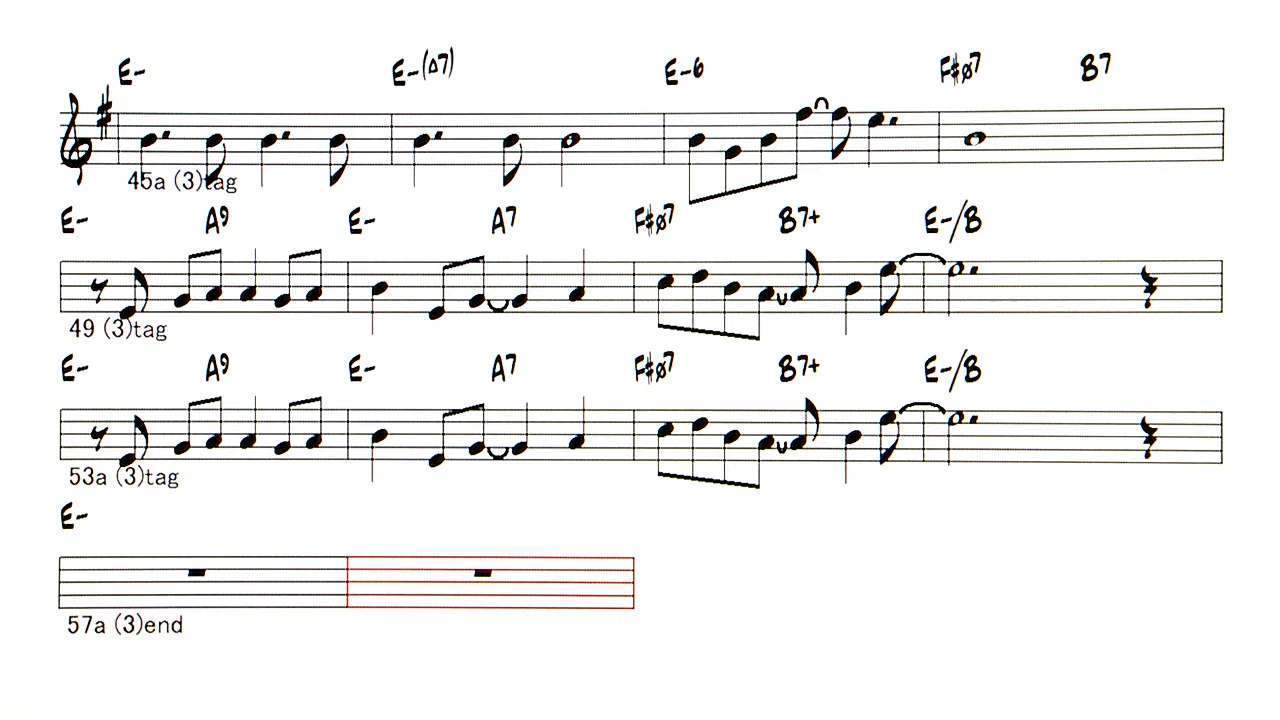 E- E-(Δ7) E-6 F#ø7 B7
45a (3)tag
E- A9 E- A7 F#ø7 B7+ E-/B
49 (3)tag
E- A9 E- A7 F#ø7 B7+ E-/B
53a (3)tag
E-
57a (3)end